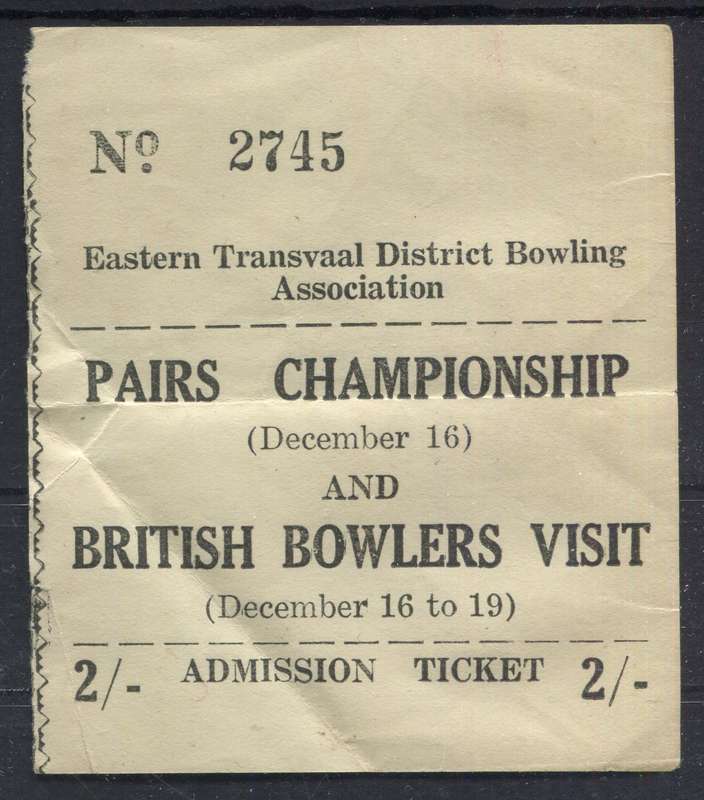 Nº 2745
Eastern Transvaal District Bowling
Association
PAIRS CHAMPIONSHIP
(December 16)
AND
BRITISH BOWLERS VISIT
(December 16 to 19)
2/- ADMISSION TICKET 2/-